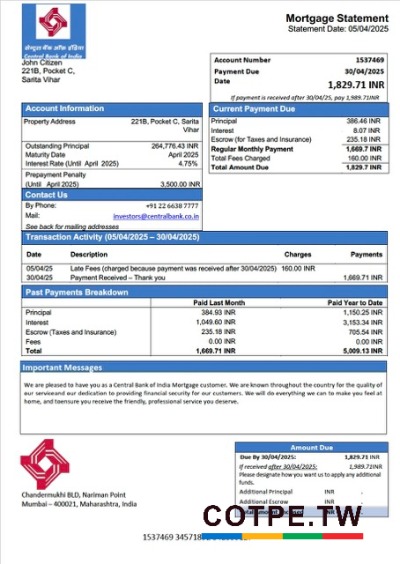 Mortgage Statement
Statement Date: 05/04/2025
सेन्ट्रल बैंक ऑफ इंडिया
Central Bank of India
John Citizen
221B, Pocket C,
Sarita Vihar
Account Number 1537469
Payment Due 30/04/2025
Date 1,829.71 INR
If payment is received after 30/04/25, pay 1,989.71INR
Account Information
Property Address 221B, Pocket C, Sarita
Vihar
Outstanding Principal 264,776.43 INR
Maturity Date April 2025
Interest Rate (Until April 2025) 4.75%
Prepayment Penalty
(Until April 2025) 3,500.00 INR
Contact Us
By Phone: +91 22 6638 7777
Mail: investors@centralbank.co.in
See back for mailing addresses
Current Payment Due
Principal 386.46 INR
Interest 8.07 INR
Escrow (for Taxes and Insurance) 235.18 INR
Regular Monthly Payment 1,669.7 INR
Total Fees Charged 160.00 INR
Total Amount Due 1,829.7 INR
Transaction Activity (05/04/2025 – 30/04/2025)
Date Description Charges Payments
05/04/25 Late Fees (charged because payment was received after 30/04/2025) 160.00 INR
30/04/25 Payment Received – Thank you 1,669.71 INR
Past Payments Breakdown
Paid Last Month Paid Year to Date
Principal 384.93 INR 1,150.25 INR
Interest 1,049.60 INR 3,153.34 INR
Escrow (Taxes and Insurance) 235.18 INR 705.54 INR
Fees 0.00 INR 0.00 INR
Total 1,669.71 INR 5,009.13 INR
Important Messages
We are pleased to have you as a Central Bank of India Mortgage customer. We are known throughout the country for the quality of
our serviceand our dedication to providing financial security for our customers. We will do everything we can to make you feel at
home, and toensure you receive the friendly, professional service you deserve.
Chandermukhi BLD, Nariman Point
Mumbai – 400021, Maharashtra, India
Amount Due
Due By 30/04/2025: 1,829.71 INR
If received after 30/04/2025: 1,989.71INR
Please designate how you want us to apply any additional
funds.
Additional Principal INR .
Additional Escrow INR .
INR .
COTPE.TW
1537469 34571